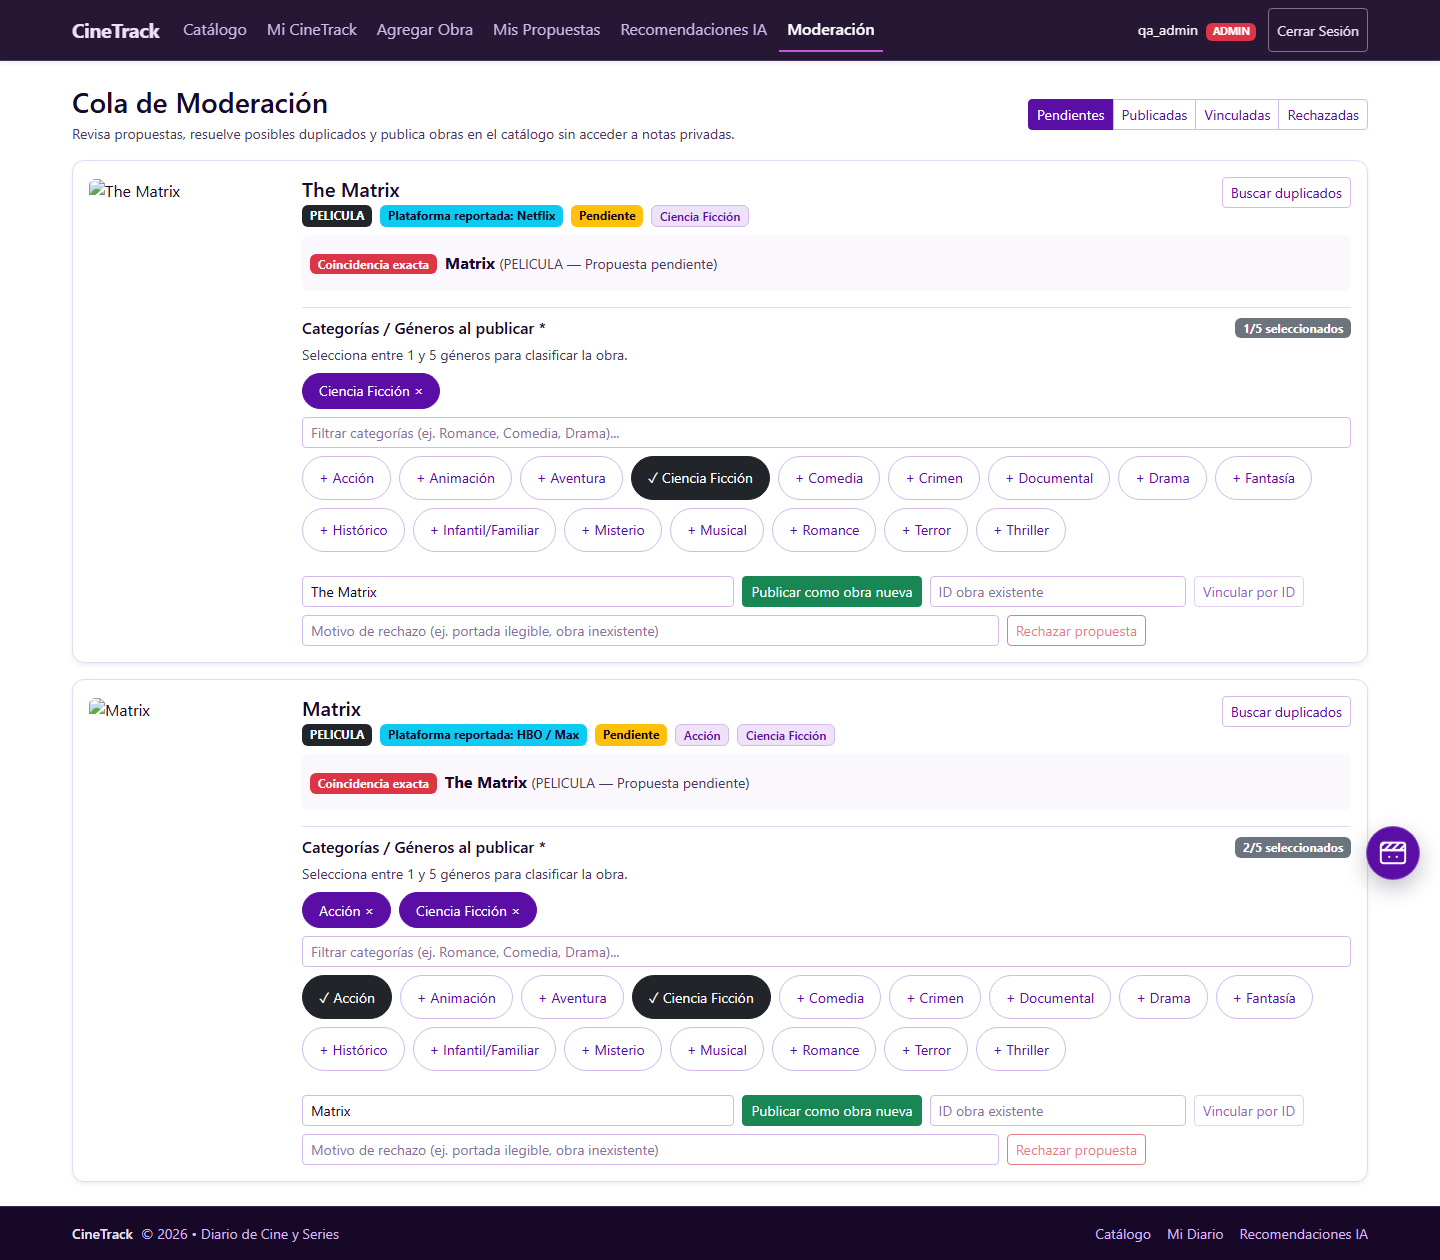 CineTrack Catálogo Mi CineTrack Agregar Obra Mis Propuestas Recomendaciones IA Moderación qa_admin ADMIN Cerrar Sesión
Cola de Moderación
Revisa propuestas, resuelve posibles duplicados y publica obras en el catálogo sin acceder a notas privadas.
Pendientes Publicadas Vinculadas Rechazadas
The Matrix
The Matrix
Buscar duplicados
PELICULA Plataforma reportada: Netflix Pendiente Ciencia Ficción
Coincidencia exacta Matrix (PELICULA — Propuesta pendiente)
Categorías / Géneros al publicar * 1/5 seleccionados
Selecciona entre 1 y 5 géneros para clasificar la obra.
Ciencia Ficción ×
Filtrar categorías (ej. Romance, Comedia, Drama)...
+ Acción + Animación + Aventura ✓ Ciencia Ficción + Comedia + Crimen + Documental + Drama + Fantasía
+ Histórico + Infantil/Familiar + Misterio + Musical + Romance + Terror + Thriller
The Matrix Publicar como obra nueva ID obra existente Vincular por ID
Motivo de rechazo (ej. portada ilegible, obra inexistente) Rechazar propuesta
Matrix
Matrix
Buscar duplicados
PELICULA Plataforma reportada: HBO / Max Pendiente Acción Ciencia Ficción
Coincidencia exacta The Matrix (PELICULA — Propuesta pendiente)
Categorías / Géneros al publicar * 2/5 seleccionados
Selecciona entre 1 y 5 géneros para clasificar la obra.
Acción × Ciencia Ficción ×
Filtrar categorías (ej. Romance, Comedia, Drama)...
✓ Acción + Animación + Aventura ✓ Ciencia Ficción + Comedia + Crimen + Documental + Drama + Fantasía
+ Histórico + Infantil/Familiar + Misterio + Musical + Romance + Terror + Thriller
Matrix Publicar como obra nueva ID obra existente Vincular por ID
Motivo de rechazo (ej. portada ilegible, obra inexistente) Rechazar propuesta
CineTrack © 2026 • Diario de Cine y Series Catálogo Mi Diario Recomendaciones IA